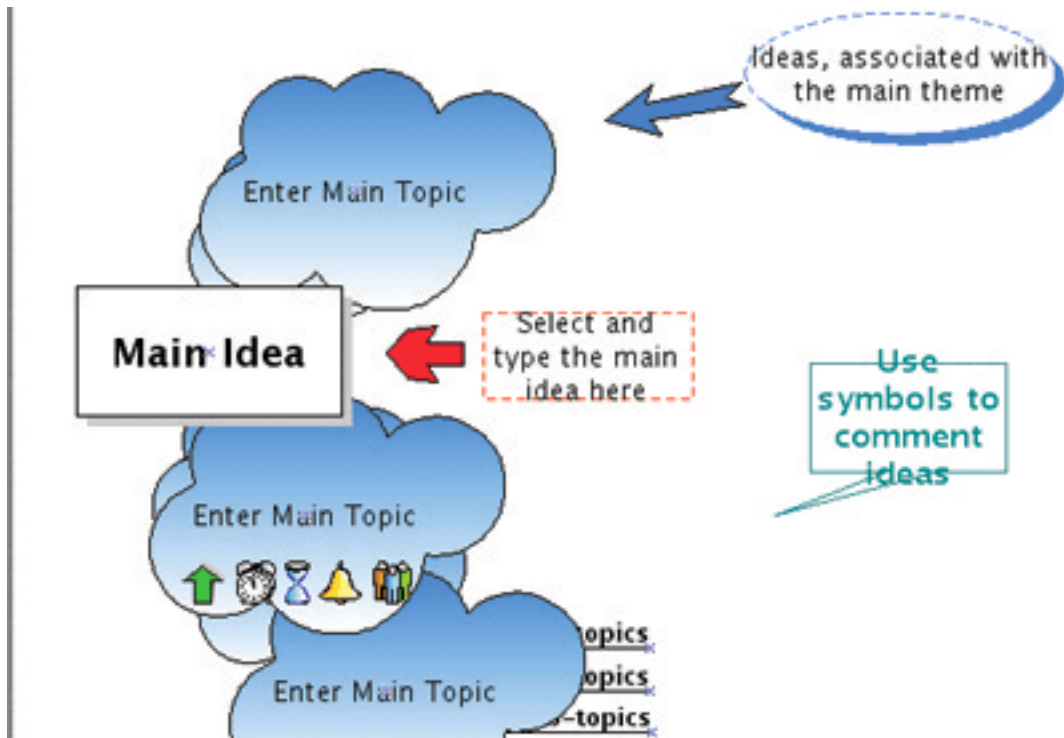 Ideas, associated with
the main theme
Enter Main Topic
Main Idea
Select and
type the main
idea here
Use
symbols to
comment
ideas
Enter Main Topic
opics
Enter Main Topic
opics
-topics